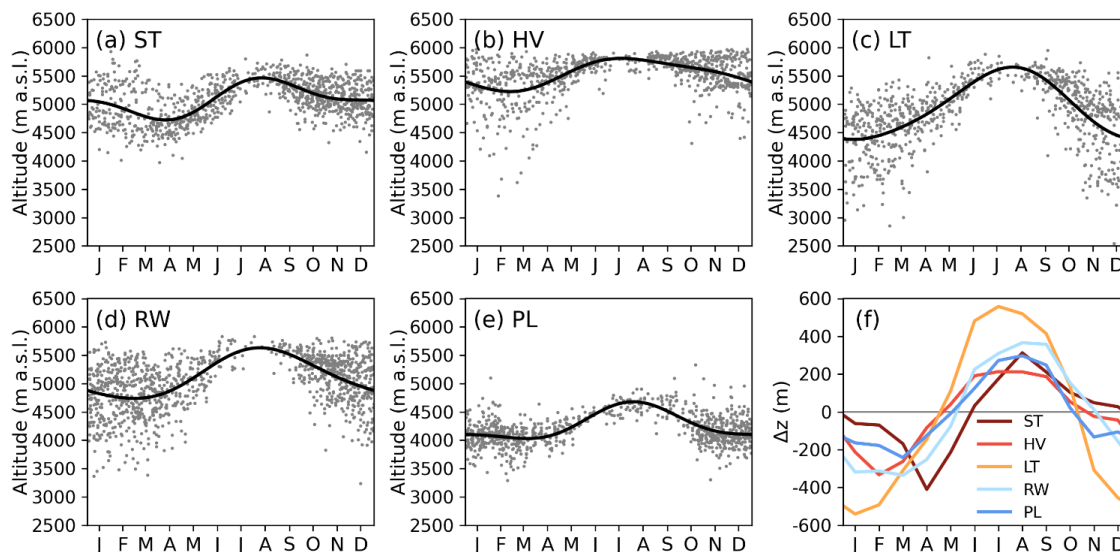 (a) ST
Altitude (m a.s.l.)
6500
6000
5500
5000
4500
4000
3500
3000
2500
J F M A M J J A S O N D
(b) HV
Altitude (m a.s.l.)
6500
6000
5500
5000
4500
4000
3500
3000
2500
J F M A M J J A S O N D
(c) LT
Altitude (m a.s.l.)
6500
6000
5500
5000
4500
4000
3500
3000
2500
J F M A M J J A S O N D
(d) RW
Altitude (m a.s.l.)
6500
6000
5500
5000
4500
4000
3500
3000
2500
J F M A M J J A S O N D
(e) PL
Altitude (m a.s.l.)
6500
6000
5500
5000
4500
4000
3500
3000
2500
J F M A M J J A S O N D
(f)
Δz (m)
600
400
200
0
-200
-400
-600
ST
HV
LT
RW
PL
J F M A M J J A S O N D